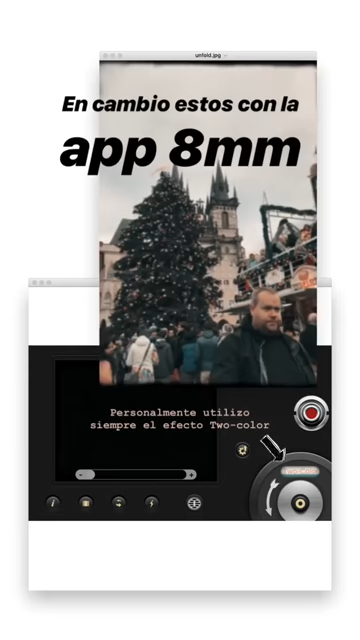 unfold.jpg
En cambio estos con la
app 8mm
Personalmente utilizo
siempre el efecto Two-color
i